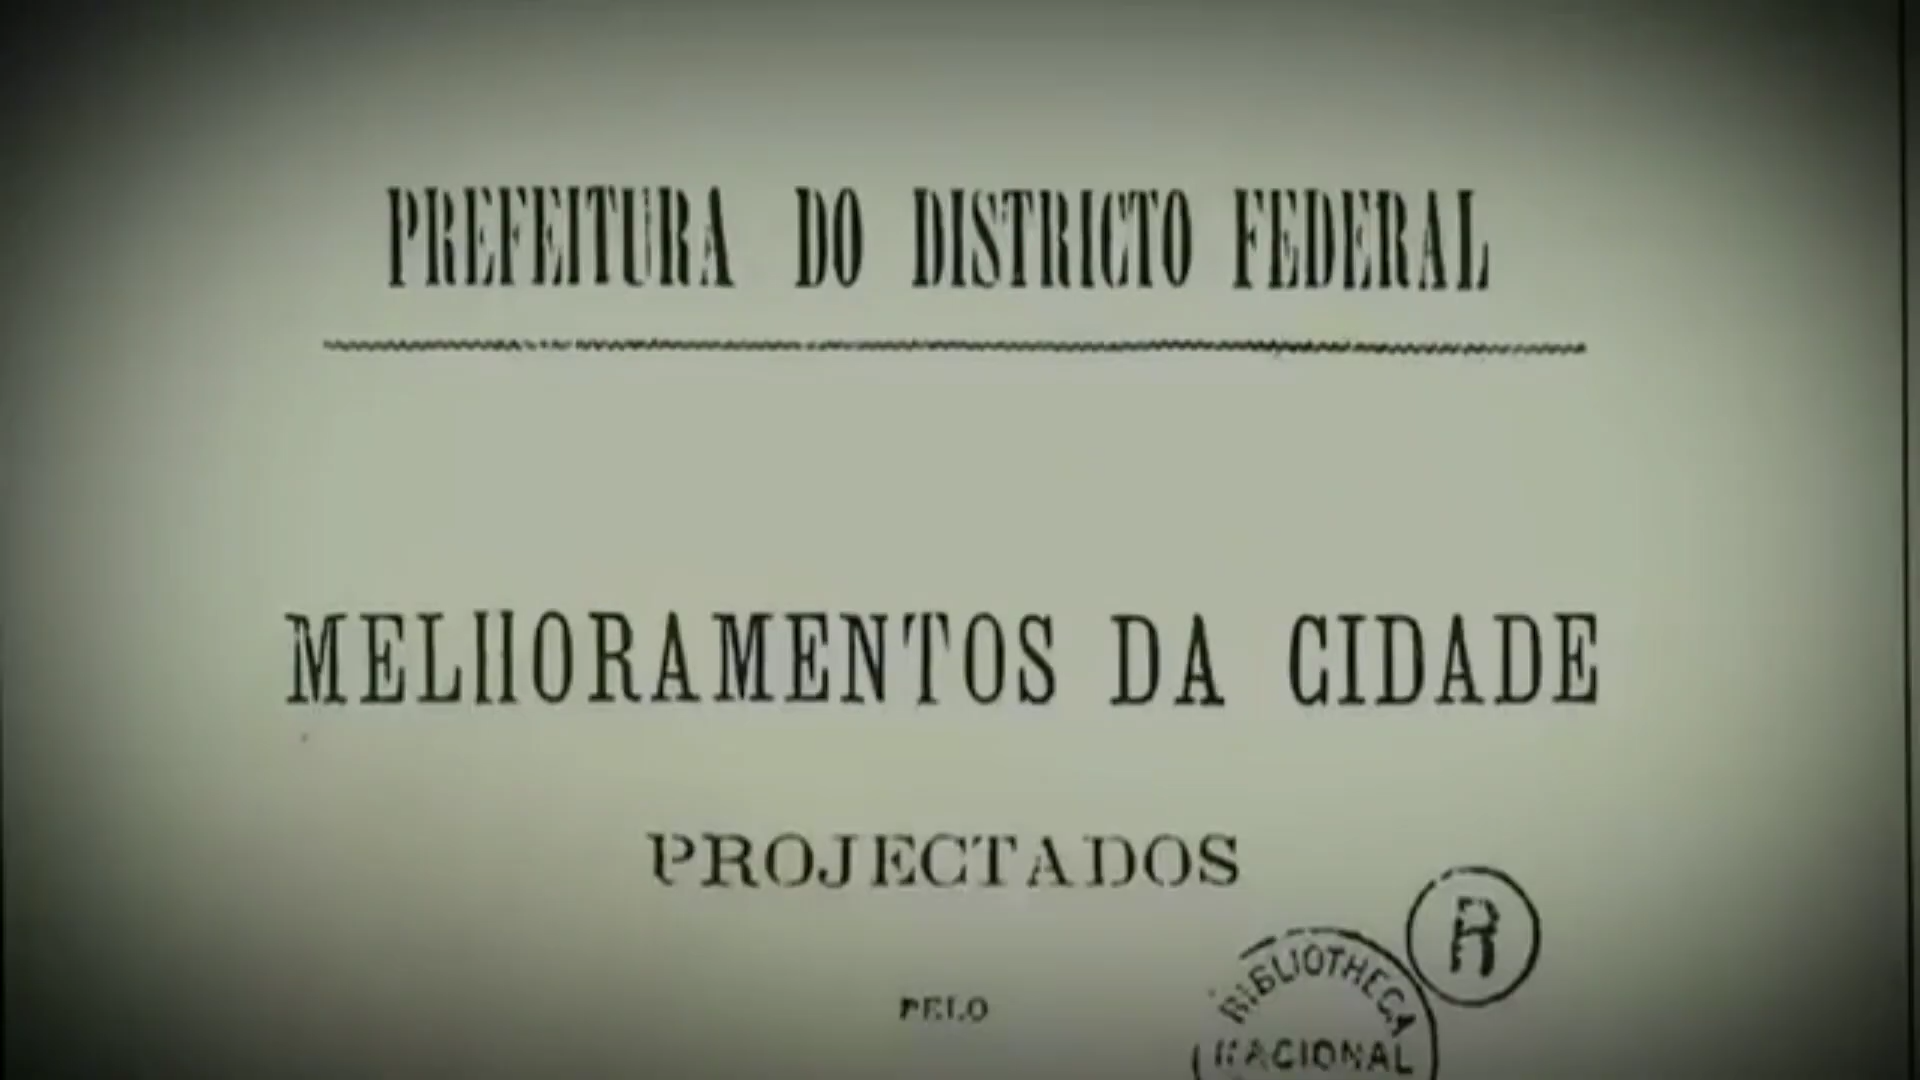 PREFEITURA DO DISTRICTO FEDERAL
MELHORAMENTOS DA CIDADE
PROJECTADOS
PELO
R
BIBLIOTHECA
NACIONAL